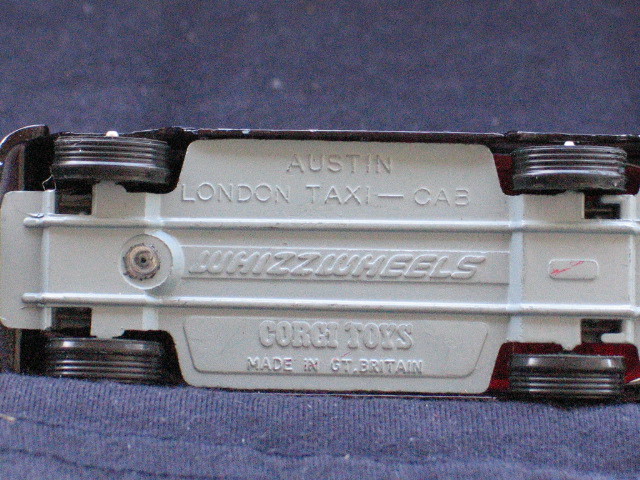 AUSTIN
LONDON TAXI-CAB
WHIZZWHEELS
CORGI TOYS
MADE IN GT. BRITAIN